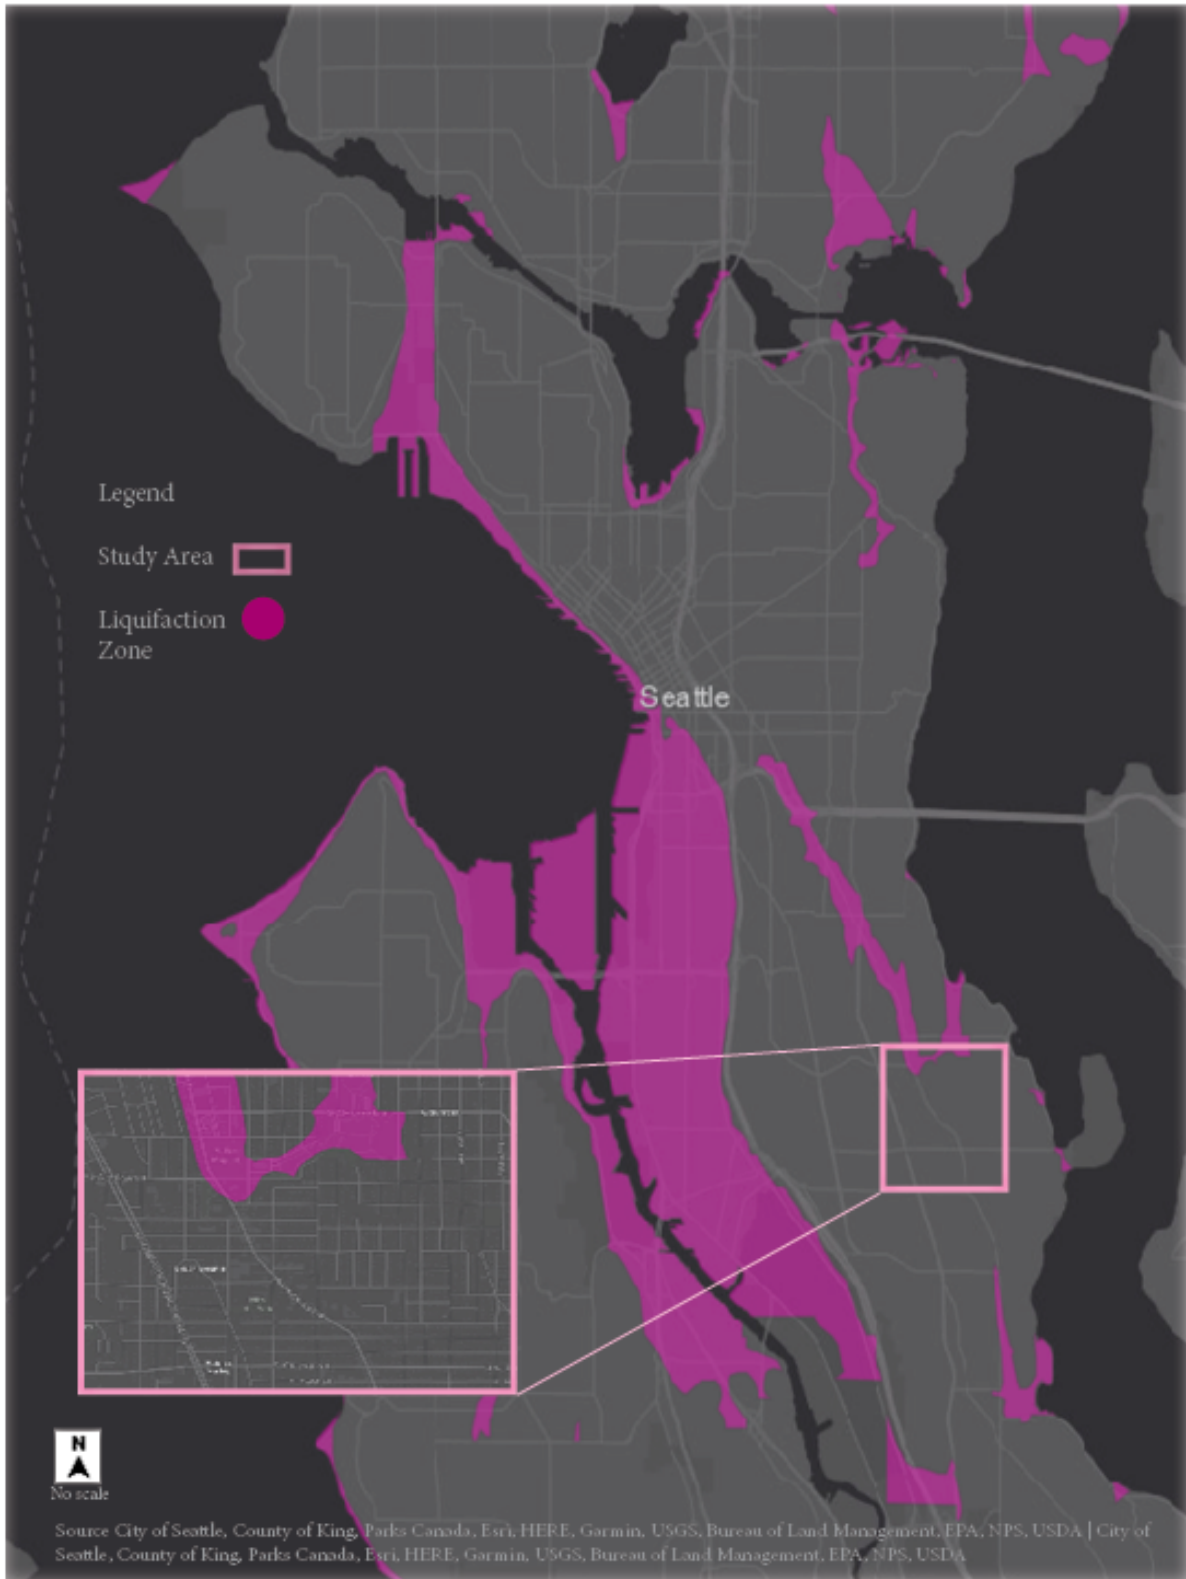 Legend
Study Area
Liquifaction
Zone
Seattle
N
No scale
Source City of Seattle, County of King, Parks Canada, Esri, HERE, Garmin, USGS, Bureau of Land Management, EPA, NPS, USDA | City of
Seattle, County of King, Parks Canada, Esri, HERE, Garmin, USGS, Bureau of Land Management, EPA, NPS, USDA